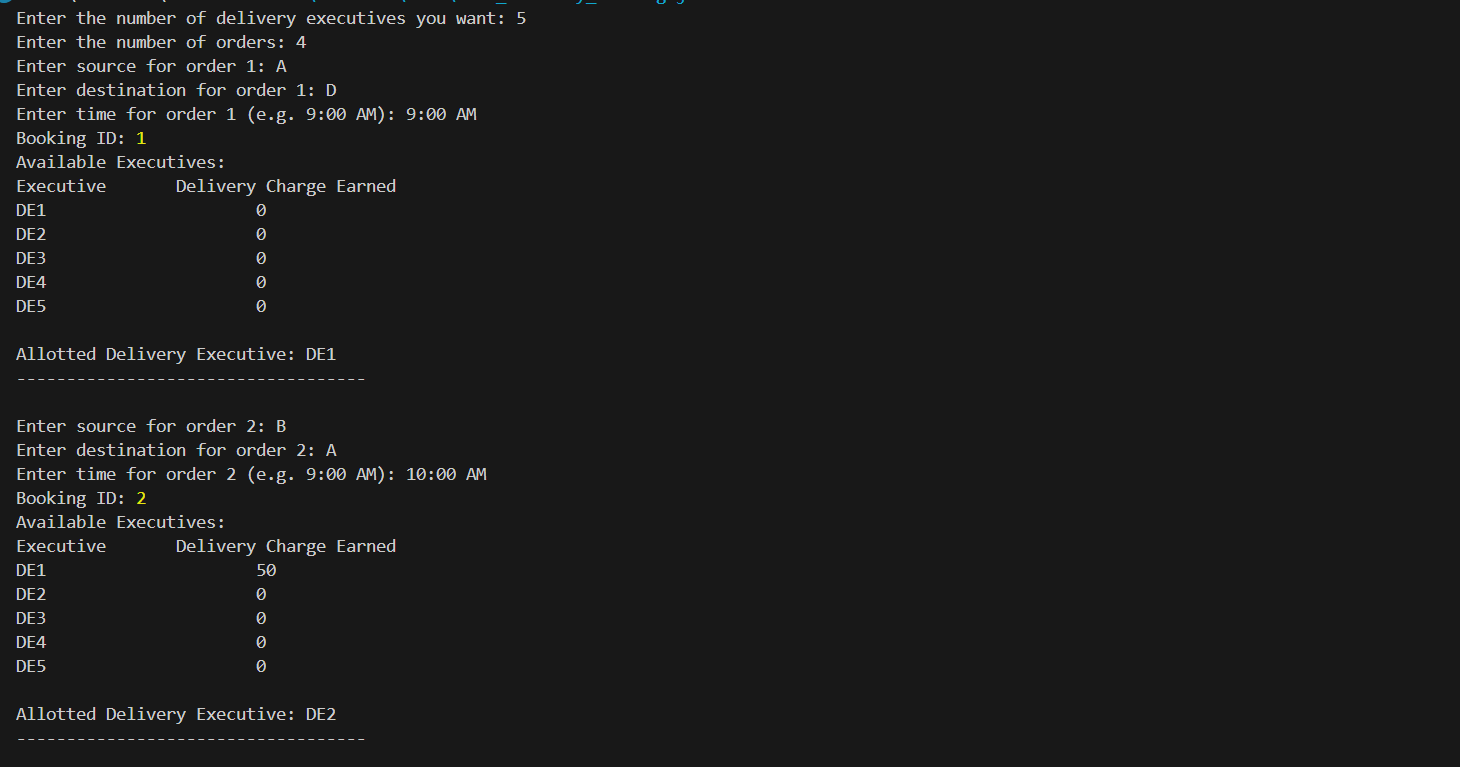 Enter the number of delivery executives you want: 5
Enter the number of orders: 4
Enter source for order 1: A
Enter destination for order 1: D
Enter time for order 1 (e.g. 9:00 AM): 9:00 AM
Booking ID: 1
Available Executives:
Executive       Delivery Charge Earned
DE1                     0
DE2                     0
DE3                     0
DE4                     0
DE5                     0
Allotted Delivery Executive: DE1
-----------------------------------
Enter source for order 2: B
Enter destination for order 2: A
Enter time for order 2 (e.g. 9:00 AM): 10:00 AM
Booking ID: 2
Available Executives:
Executive       Delivery Charge Earned
DE1                     50
DE2                     0
DE3                     0
DE4                     0
DE5                     0
Allotted Delivery Executive: DE2
-----------------------------------